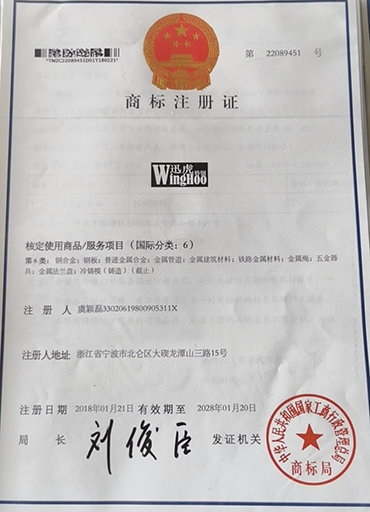 *TMZC22089451D01Y180221*
第 22089451 号
商标注册证
迅虎特钢
WingHoo
核定使用商品/服务项目（国际分类：6）
第6类：钢合金；钢板；普通金属合金；金属管道；金属建筑材料；铁路金属材料；金属绳；五金器
具；金属法兰盘；冷铸模（铸造）（截止）
注册人 虞颖磊33020619800905311X
注册人地址 浙江省宁波市北仑区大碶龙潭山三路15号
注册日期 2018年01月21日 有效期至 2028年01月20日
局长 刘俊臣 发证机关
中华人民共和国国家工商行政管理总局
商标局